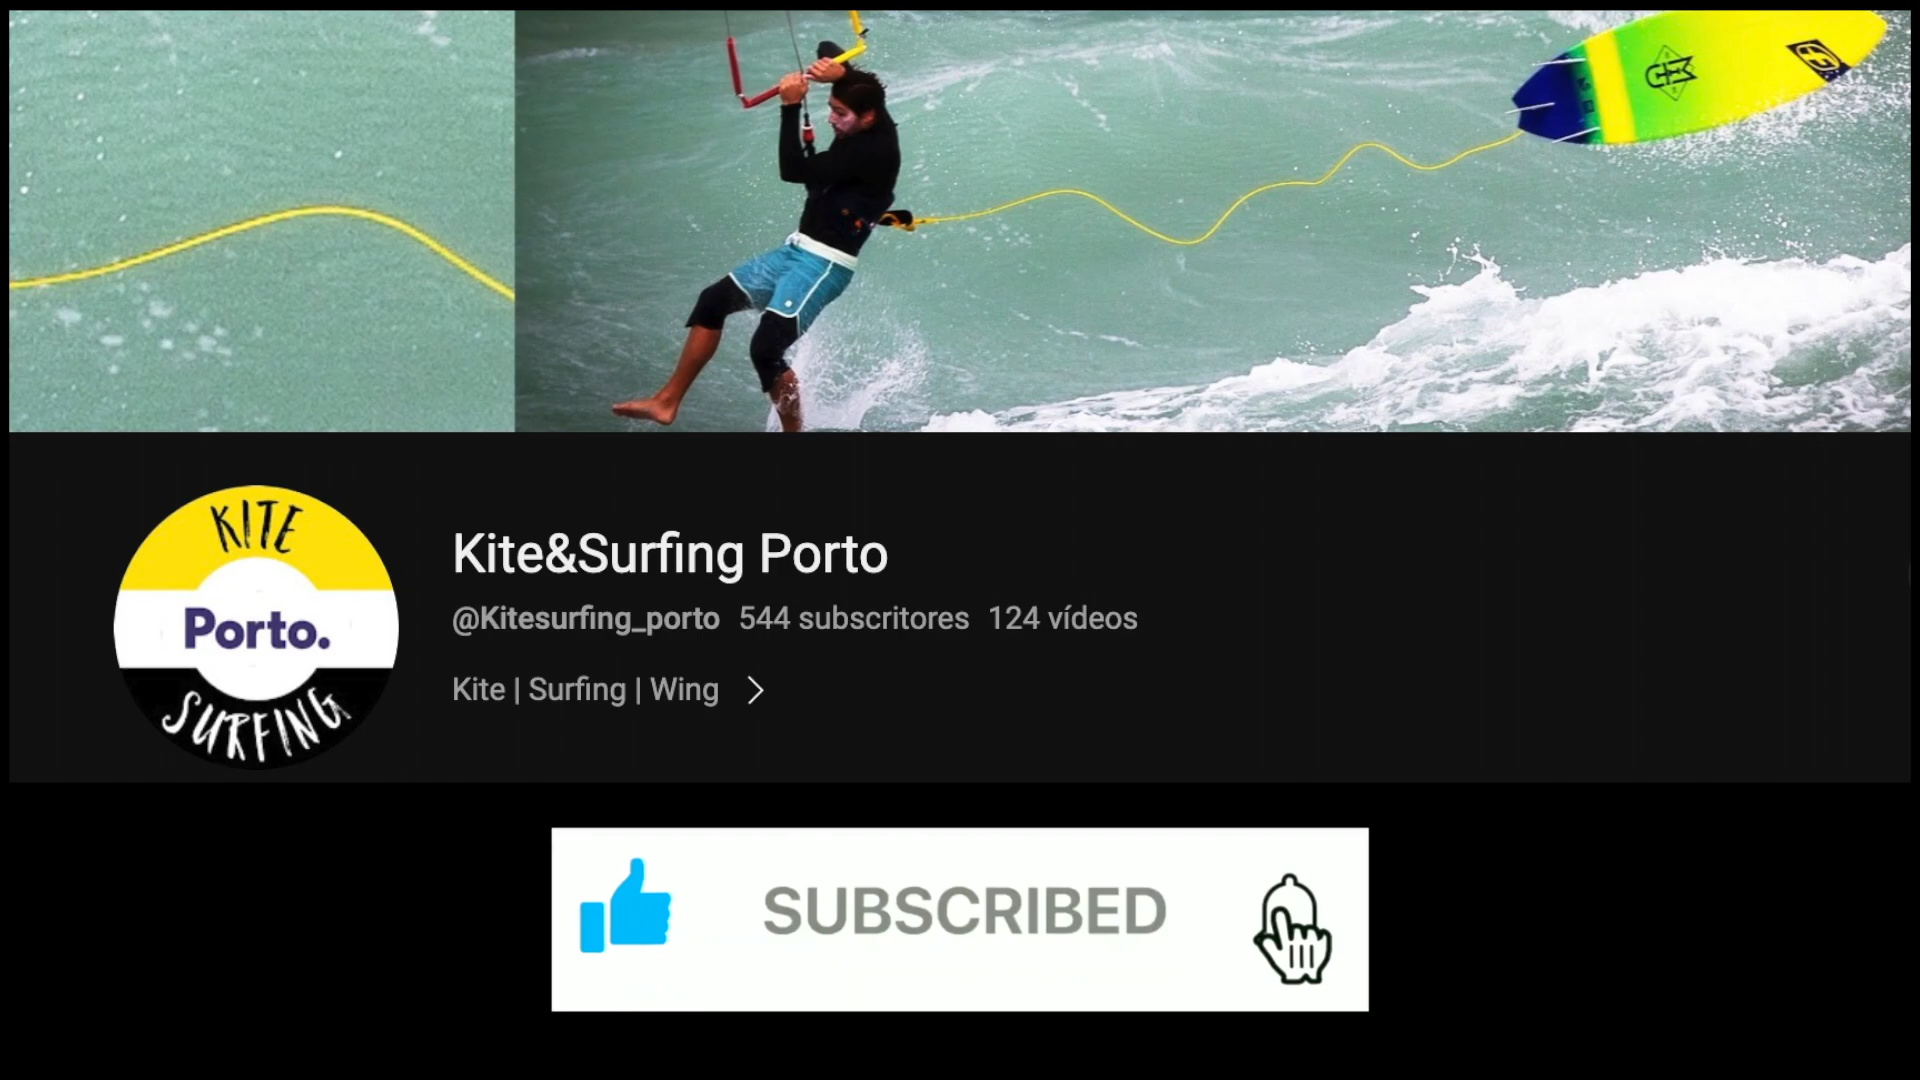 KITE
Porto.
SURFING
Kite&Surfing Porto
@Kitesurfing_porto 544 subscritores 124 vídeos
Kite | Surfing | Wing
SUBSCRIBED